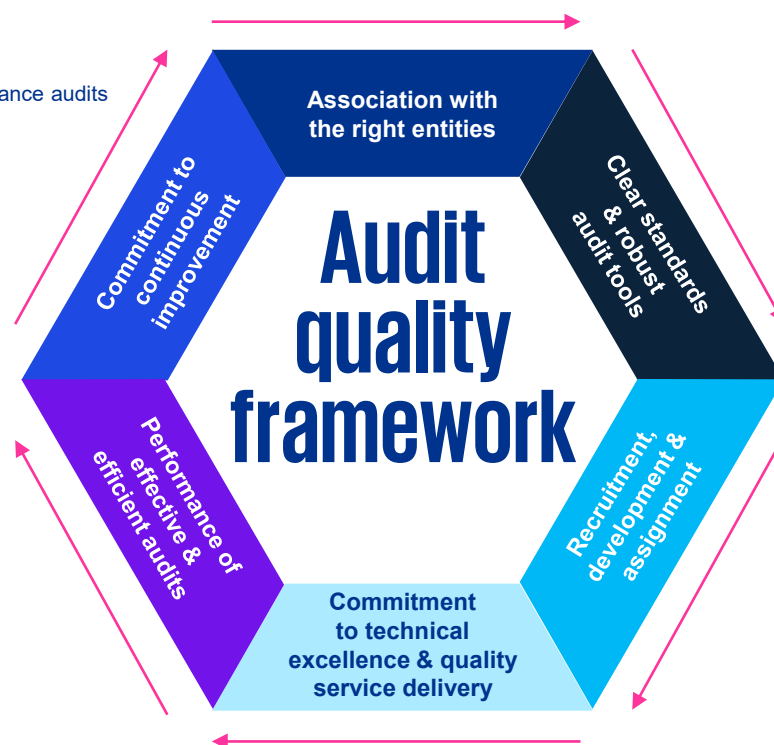 ance audits
Association with
the right entities
Clear standards
& robust
audit tools
Recruitment,
development &
assignment
Commitment
to technical
excellence & quality
service delivery
Performance of
effective &
efficient audits
Commitment to
continuous
improvement
Audit
quality
framework